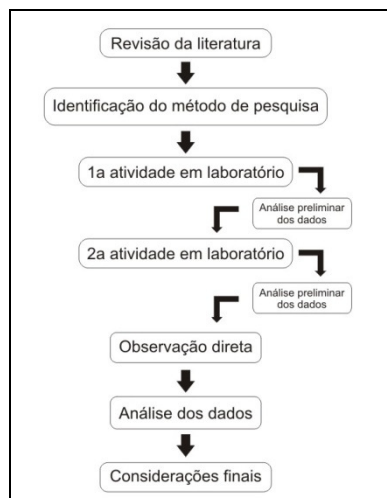 Revisão da literatura
Identificação do método de pesquisa
1a atividade em laboratório
Análise preliminar
dos dados
2a atividade em laboratório
Análise preliminar
dos dados
Observação direta
Análise dos dados
Considerações finais